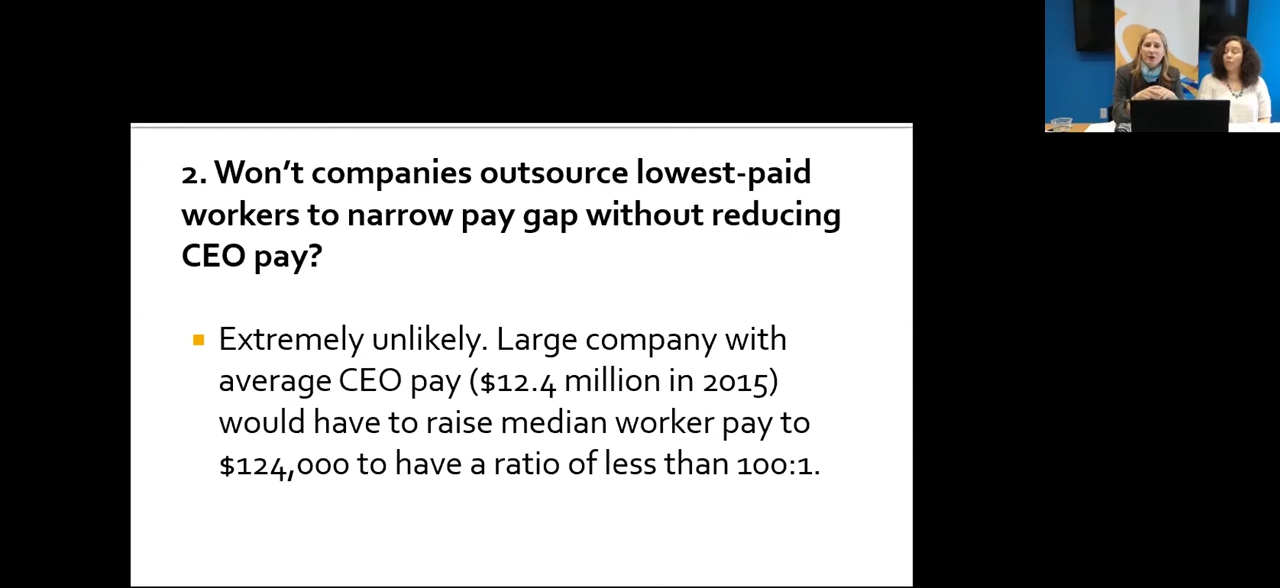 2. Won’t companies outsource lowest-paid
workers to narrow pay gap without reducing
CEO pay?
Extremely unlikely. Large company with
average CEO pay ($12.4 million in 2015)
would have to raise median worker pay to
$124,000 to have a ratio of less than 100:1.